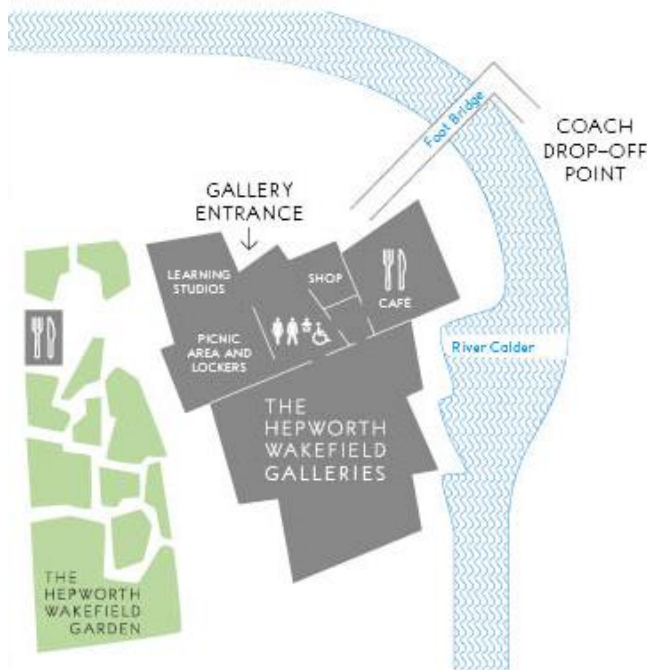 Foot Bridge
COACH
DROP–OFF
POINT
GALLERY
ENTRANCE
LEARNING
STUDIOS
SHOP
CAFÉ
PICNIC
AREA AND
LOCKERS
River Calder
THE
HEPWORTH
WAKEFIELD
GALLERIES
THE
HEPWORTH
WAKEFIELD
GARDEN